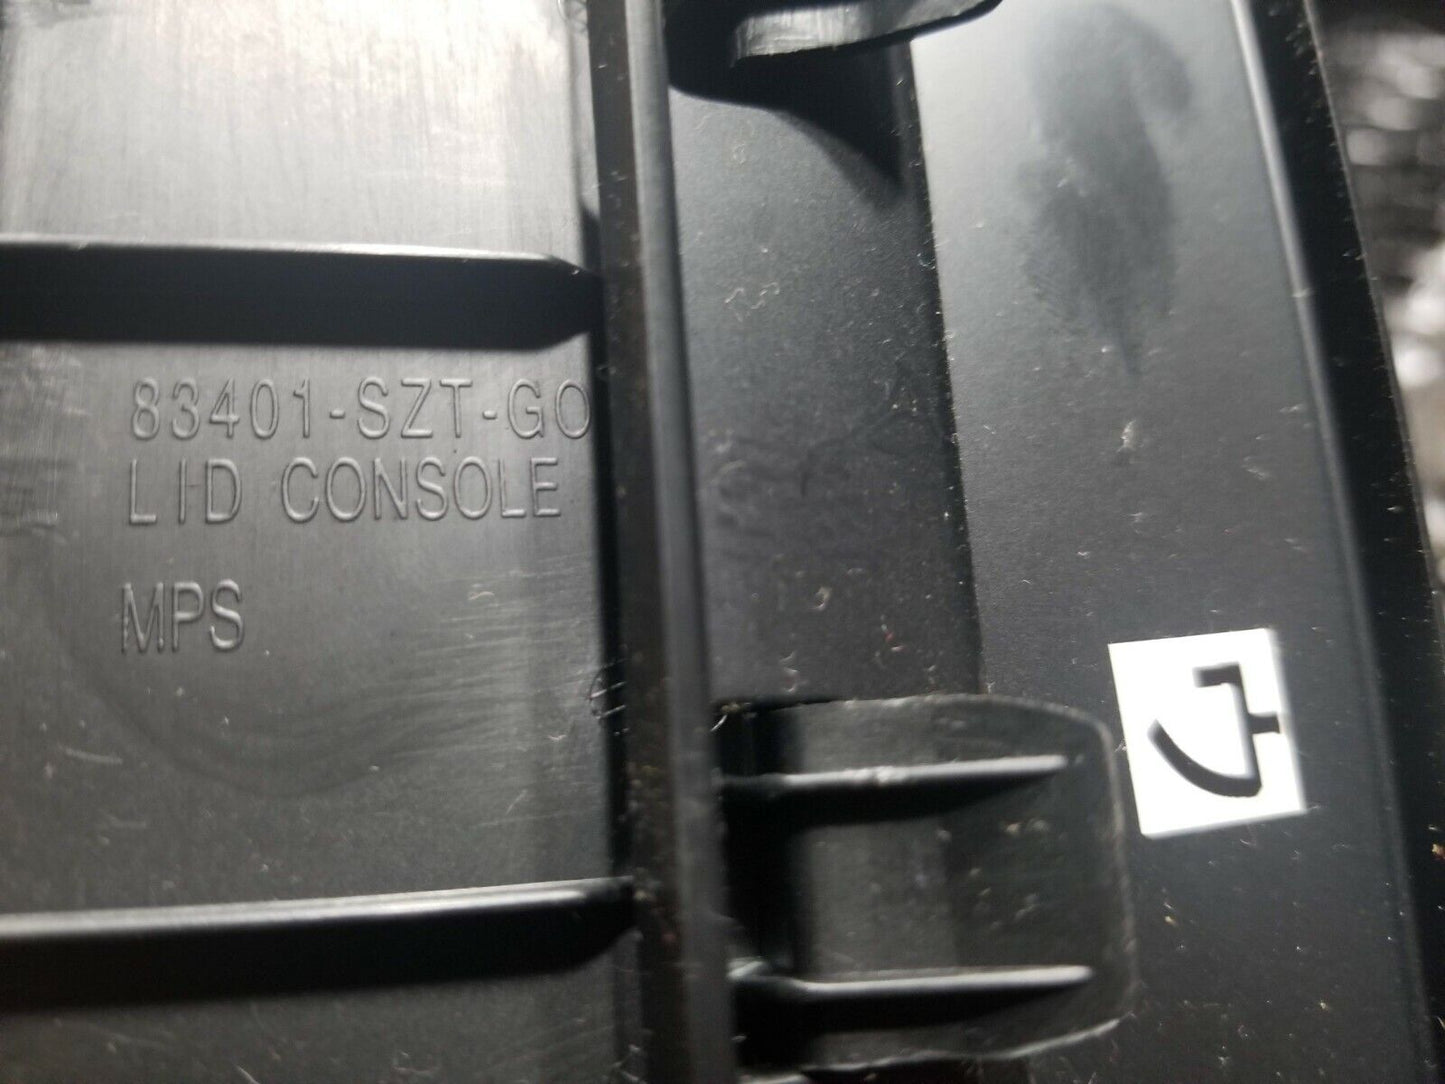 83401-SZT-G0
LID CONSOLE
MPS